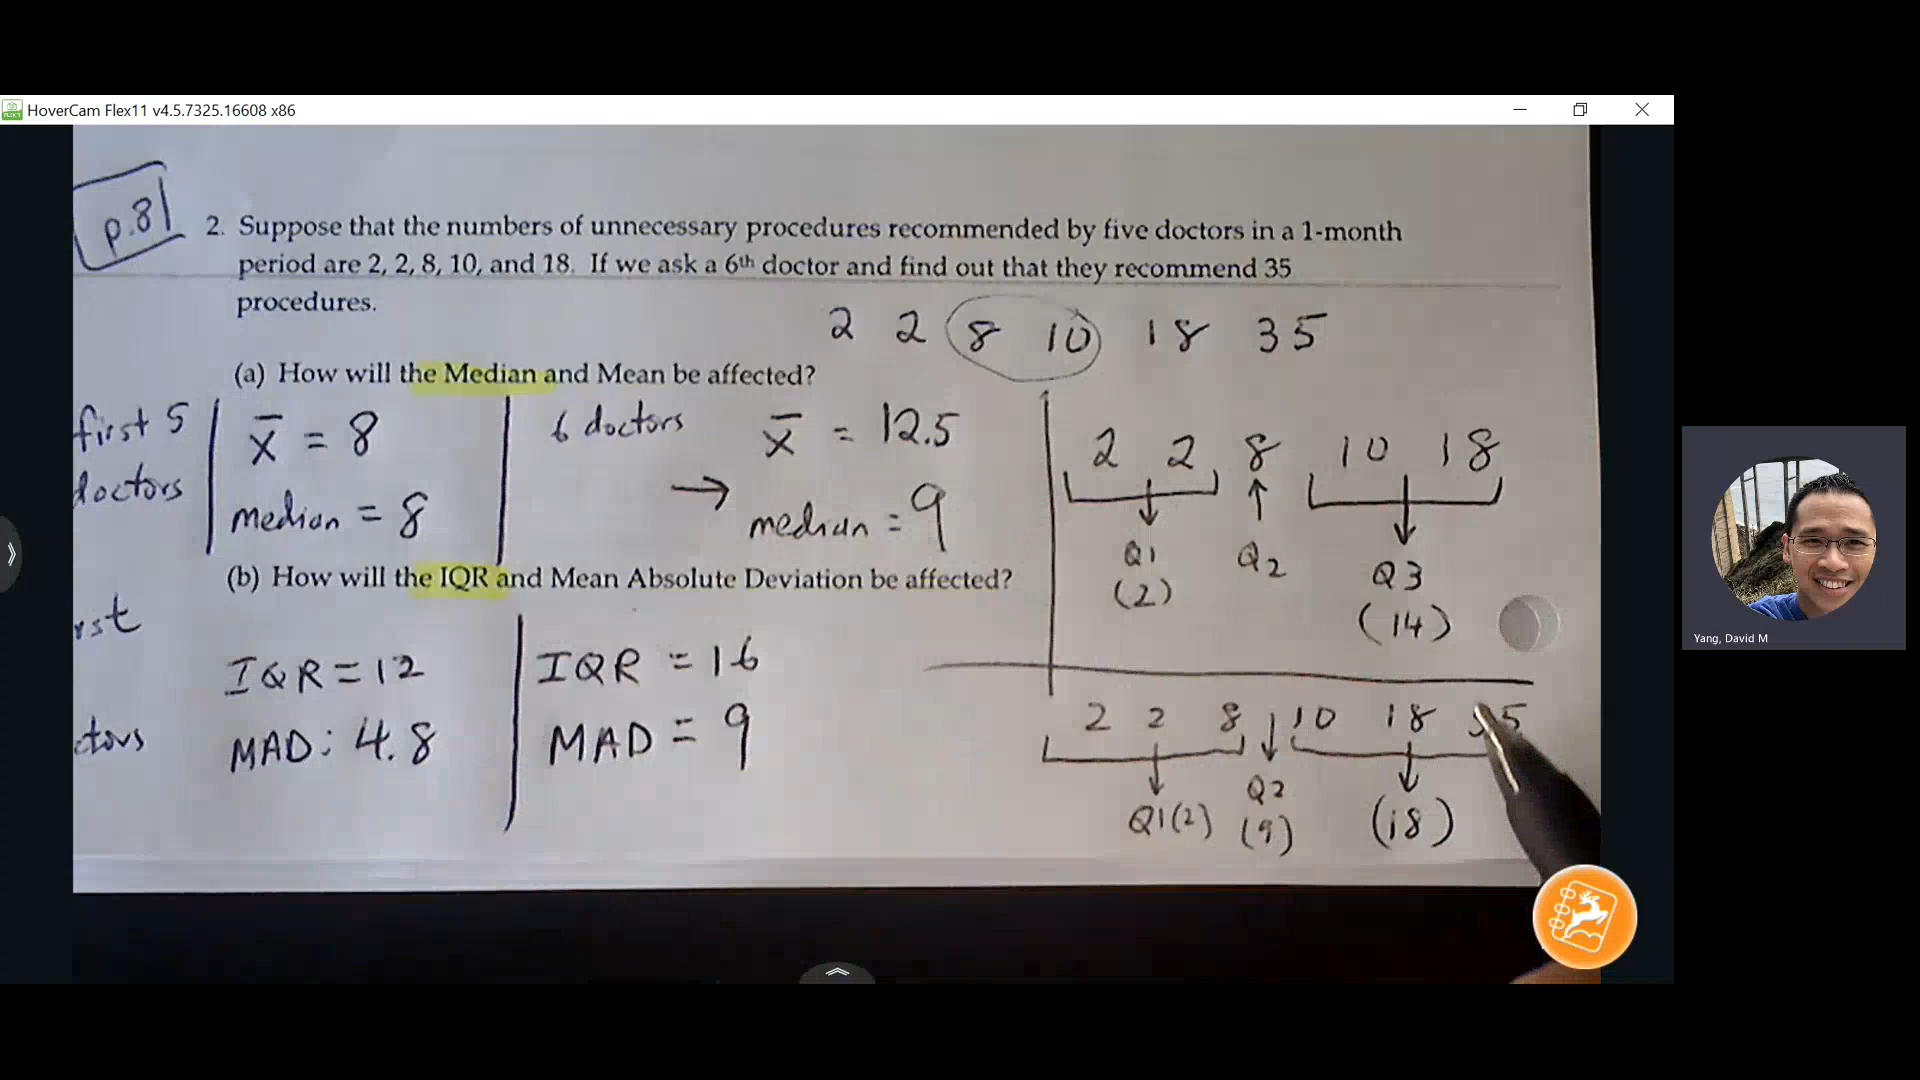 HoverCam Flex11 v4.5.7325.16608 x86
p.81
2. Suppose that the numbers of unnecessary procedures recommended by five doctors in a 1-month
period are 2, 2, 8, 10, and 18. If we ask a 6th doctor and find out that they recommend 35
procedures.
2 2 8 10 18 35
(a) How will the Median and Mean be affected?
first 5
doctors
x̄ = 8
median = 8
6 doctors
x̄ = 12.5
→ median = 9
2 2 8 10 18
Q1 Q2 Q3
(2) (14)
(b) How will the IQR and Mean Absolute Deviation be affected?
rst
ctors
IQR = 12
MAD: 4.8
IQR = 16
MAD = 9
2 2 8 10 18 35
Q1(2) Q2 (18)
(9)
Yang, David M